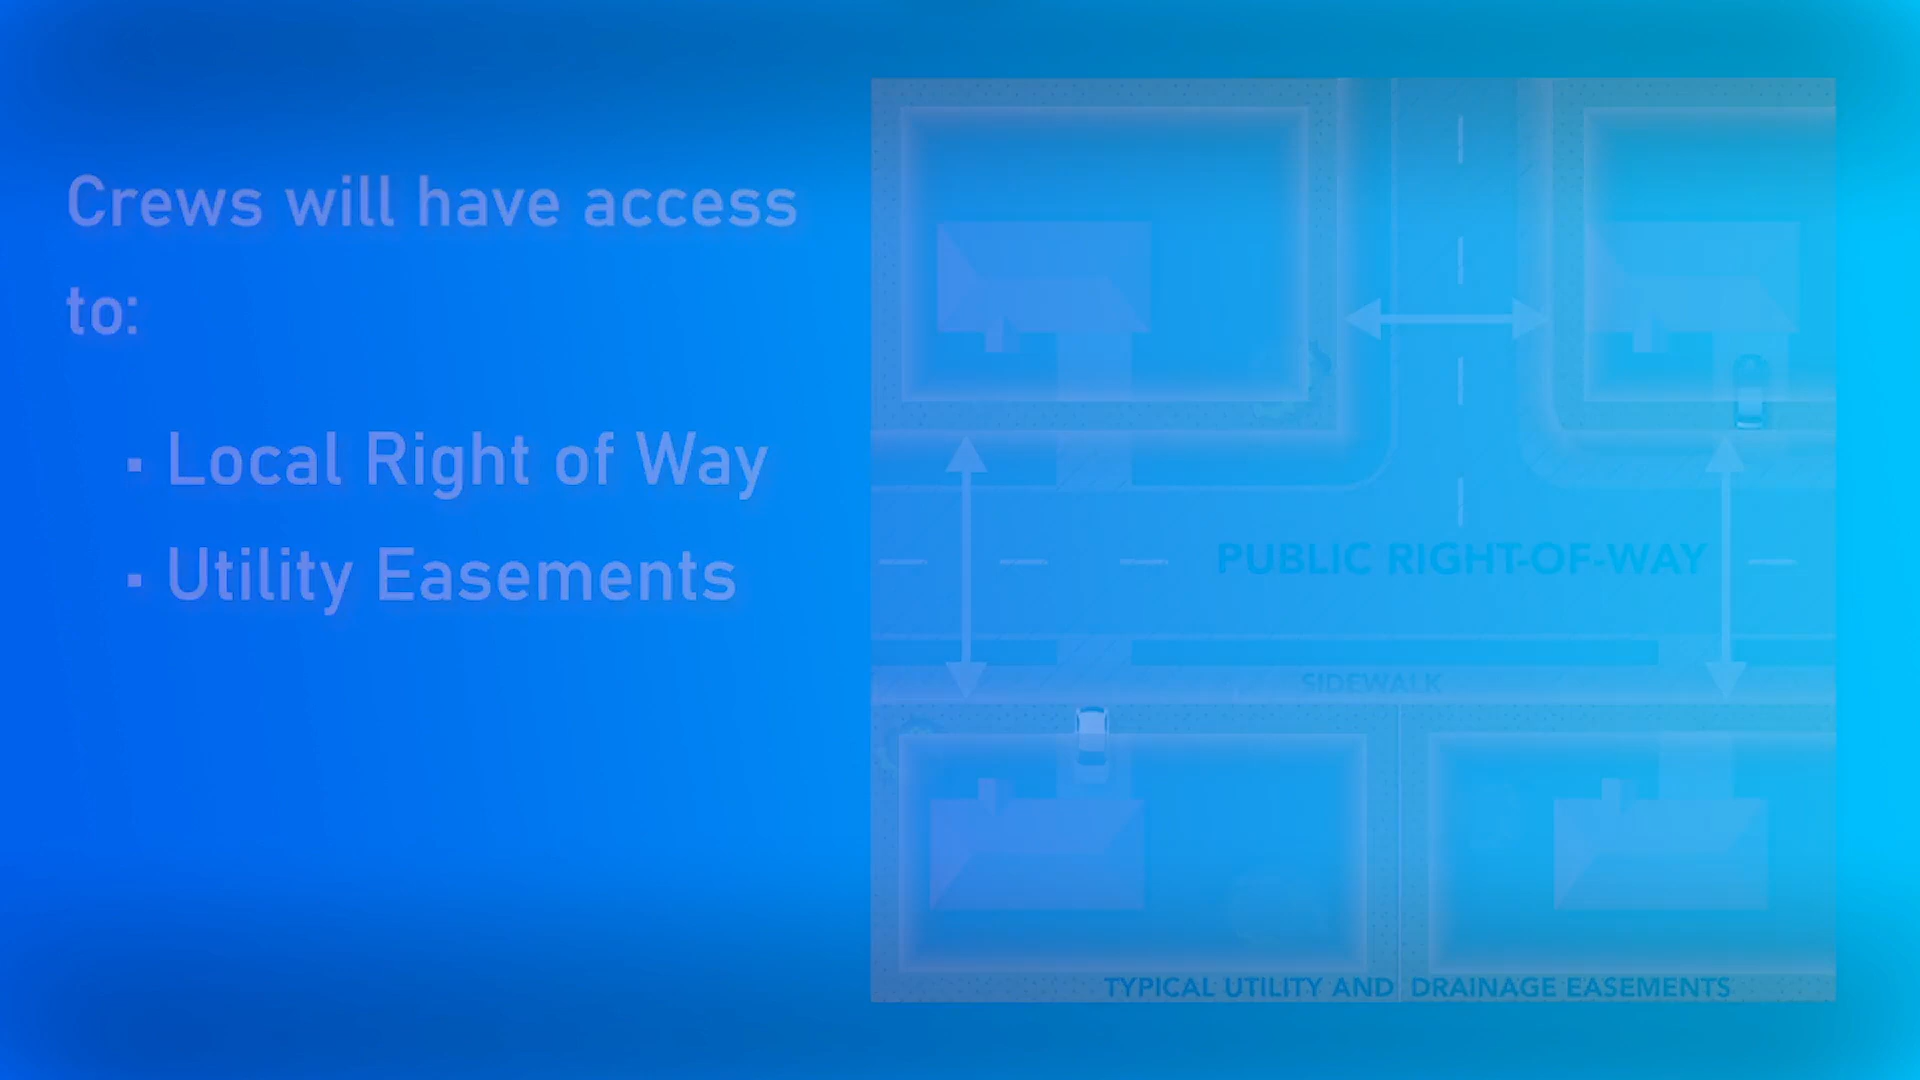 Crews will have access
to:
▪ Local Right of Way
▪ Utility Easements
PUBLIC RIGHT-OF-WAY
SIDEWALK
TYPICAL UTILITY AND DRAINAGE EASEMENTS